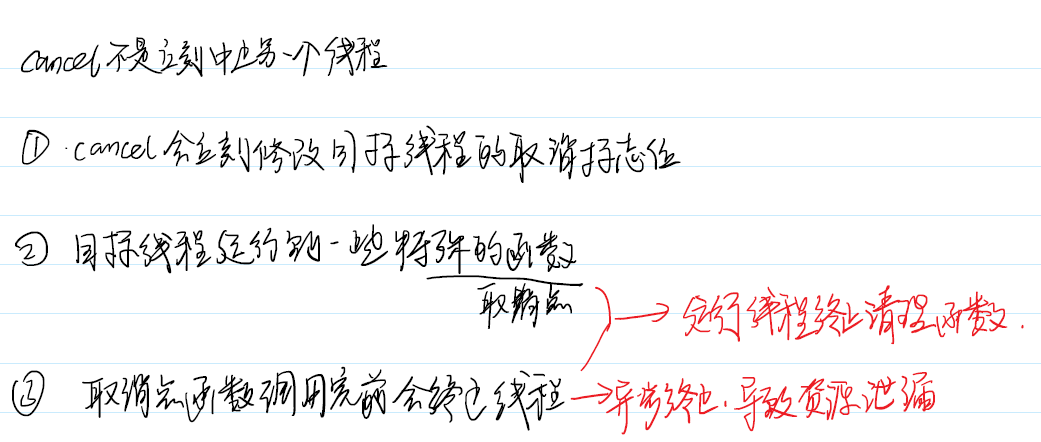 cancel不是立刻中止另一个线程
① cancel会立刻修改目标线程的取消标志位
② 目标线程运行到一些特殊的函数
取消点
→ 运行线程终止清理函数.
③ 取消点函数调用完前会终止线程 → 异常终止.导致资源泄漏